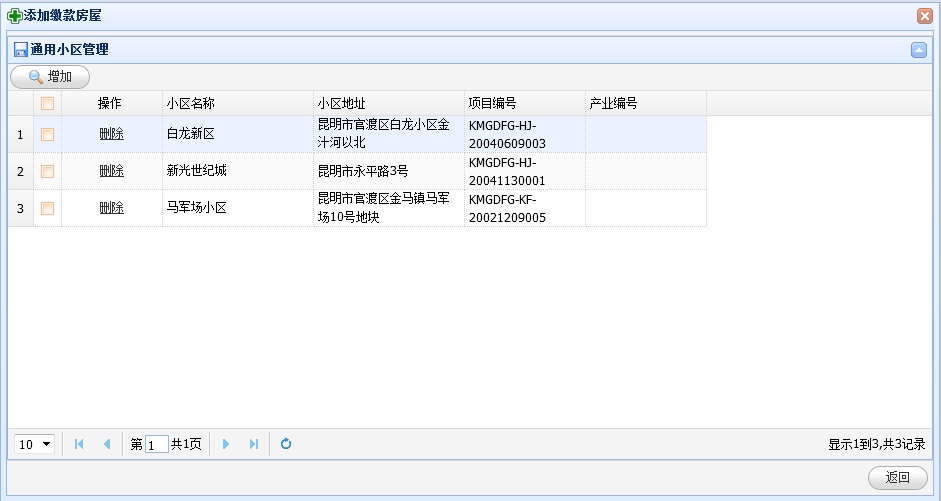 添加缴款房屋
通用小区管理
增加
操作 小区名称 小区地址 项目编号 产业编号
1 删除 白龙新区 昆明市官渡区白龙小区金汁河以北 KMGDFG-HJ-20040609003
2 删除 新光世纪城 昆明市永平路3号 KMGDFG-HJ-20041130001
3 删除 马军场小区 昆明市官渡区金马镇马军场10号地块 KMGDFG-KF-20021209005
10 第 1 共1页 显示1到3,共3记录
返回